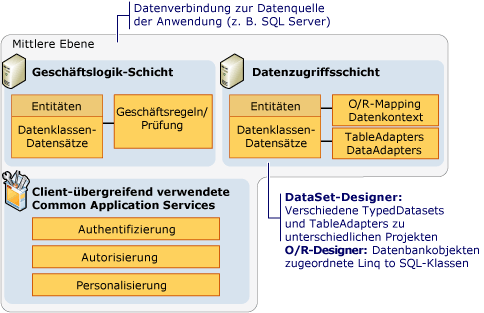 Datenverbindung zur Datenquelle
der Anwendung (z. B. SQL Server)
Mittlere Ebene
Geschäftslogik-Schicht
Entitäten
Datenklassen-
Datensätze
Geschäftsregeln/
Prüfung
Datenzugriffsschicht
Entitäten
Datenklassen-
Datensätze
O/R-Mapping
Datenkontext
TableAdapters
DataAdapters
Client-übergreifend verwendete
Common Application Services
Authentifizierung
Autorisierung
Personalisierung
DataSet-Designer:
Verschiedene TypedDatasets
und TableAdapters zu
unterschiedlichen Projekten
O/R-Designer: Datenbankobjekten
zugeordnete Linq to SQL-Klassen